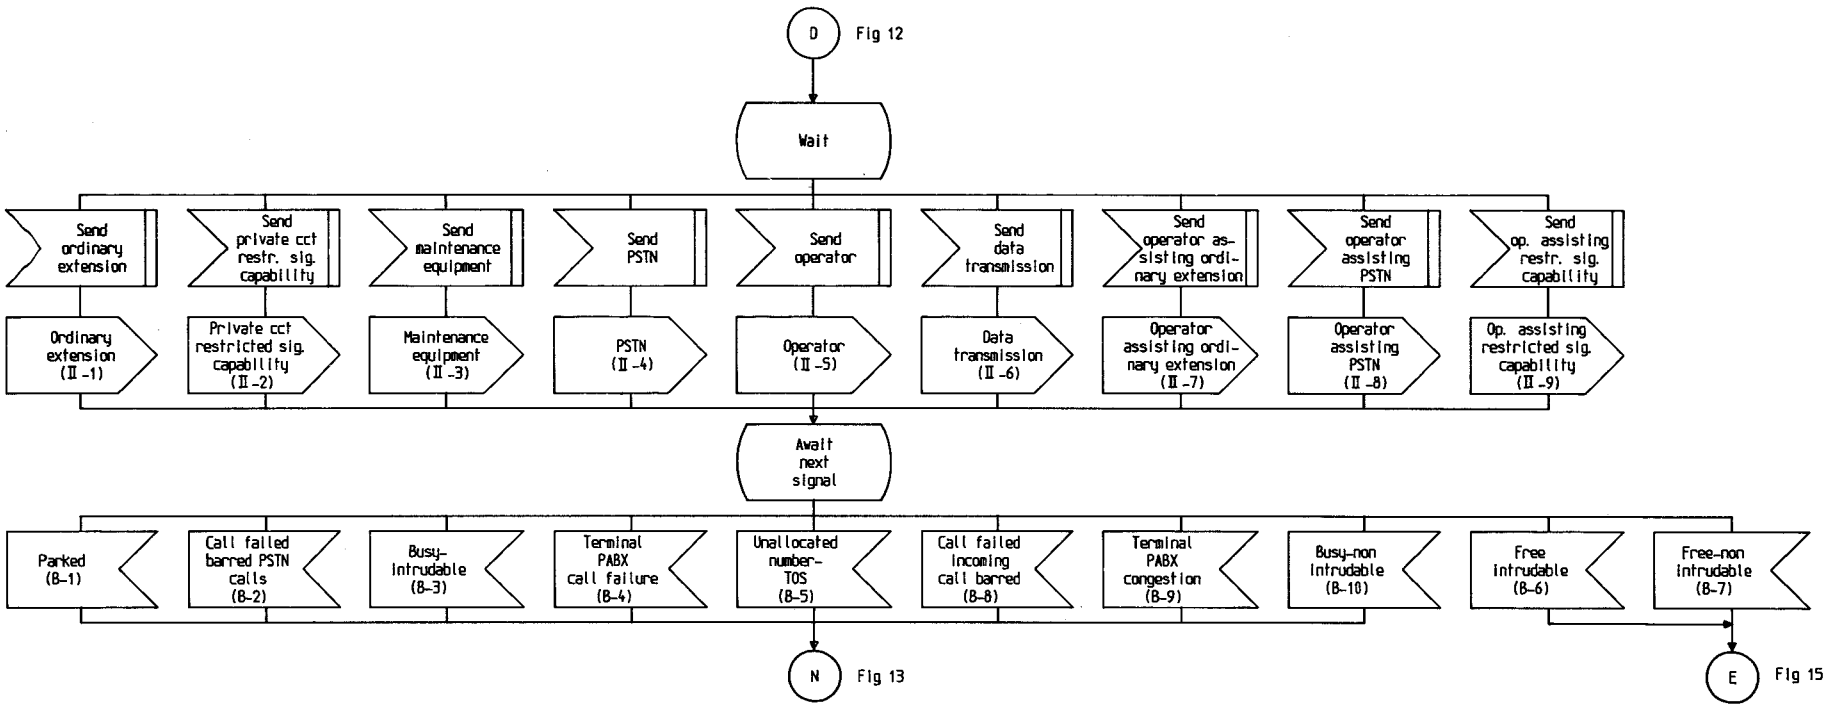 D Fig 12
Wait
Send
ordinary
extension
Send
private cct
restr. sig.
capability
Send
maintenance
equipment
Send
PSTN
Send
operator
Send
data
transmission
Send
operator as-
sisting ordi-
nary extension
Send
operator
assisting
PSTN
Send
op. assisting
restr. sig.
capability
Ordinary
extension
(II-1)
Private cct
restricted sig.
capability
(II-2)
Maintenance
equipment
(II-3)
PSTN
(II-4)
Operator
(II-5)
Data
transmission
(II-6)
Operator
assisting ordi-
nary extension
(II-7)
Operator
assisting
PSTN
(II-8)
Op. assisting
restricted sig.
capability
(II-9)
Await
next
signal
Parked
(B-1)
Call failed
barred PSTN
calls
(B-2)
Busy-
intrudable
(B-3)
Terminal
PABX
call failure
(B-4)
Unallocated
number-
TOS
(B-5)
Call failed
incoming
call barred
(B-8)
Terminal
PABX
congestion
(B-9)
Busy-non
intrudable
(B-10)
Free
intrudable
(B-6)
Free-non
intrudable
(B-7)
N Fig 13
E Fig 15